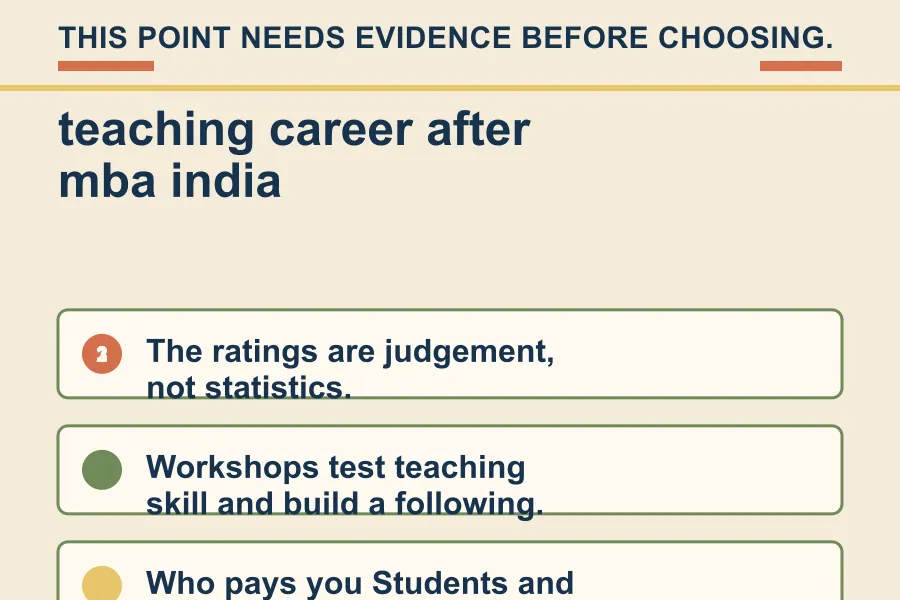 THIS POINT NEEDS EVIDENCE BEFORE CHOOSING.
teaching career after
mba india
The ratings are judgement,
not statistics.
Workshops test teaching
skill and build a following.
Who pays you Students and